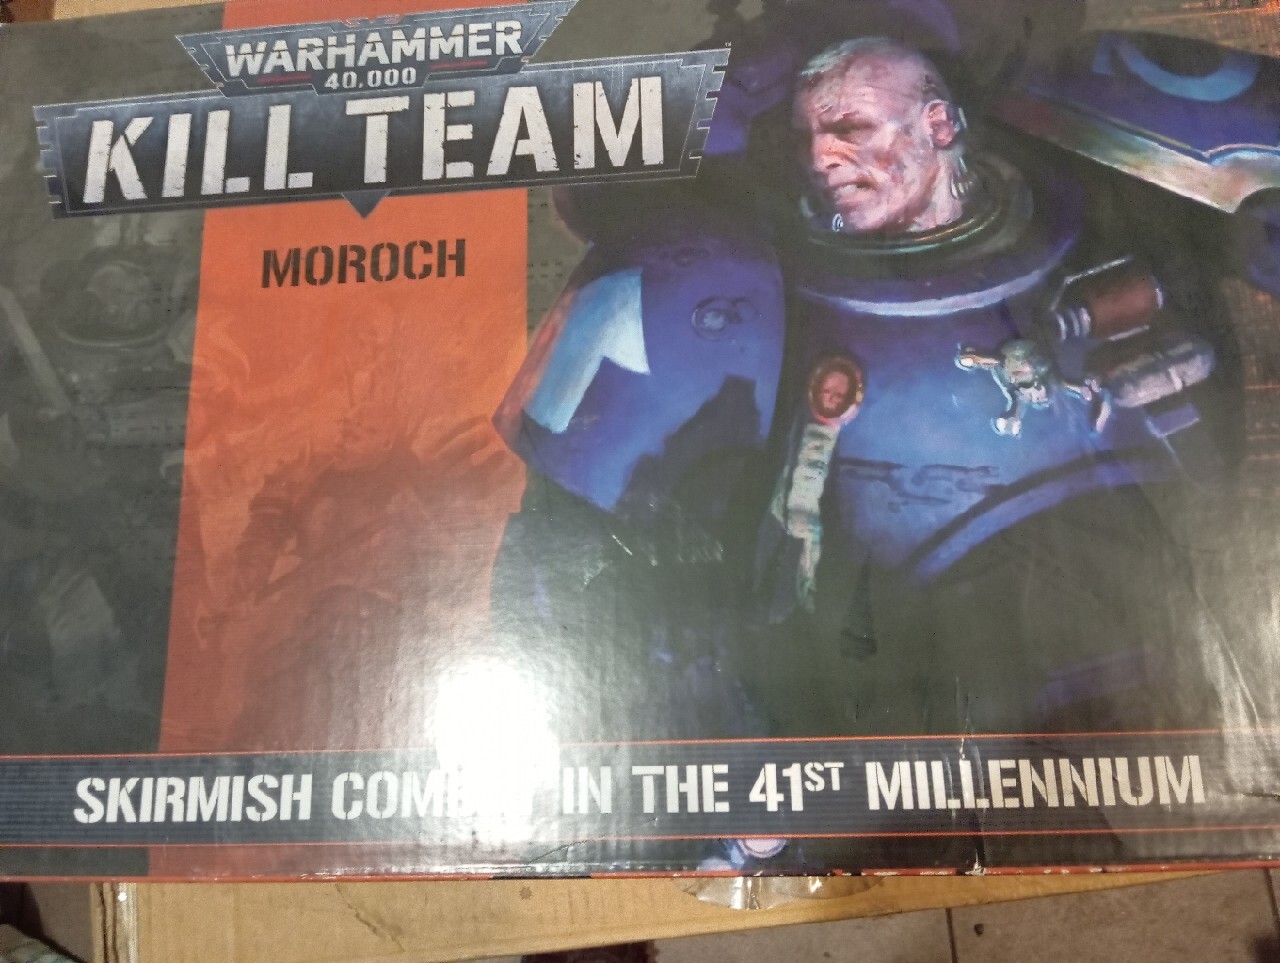 WARHAMMER
40,000
KILL TEAM
MOROCH
SKIRMISH IN THE 41ST MILLENNIUM